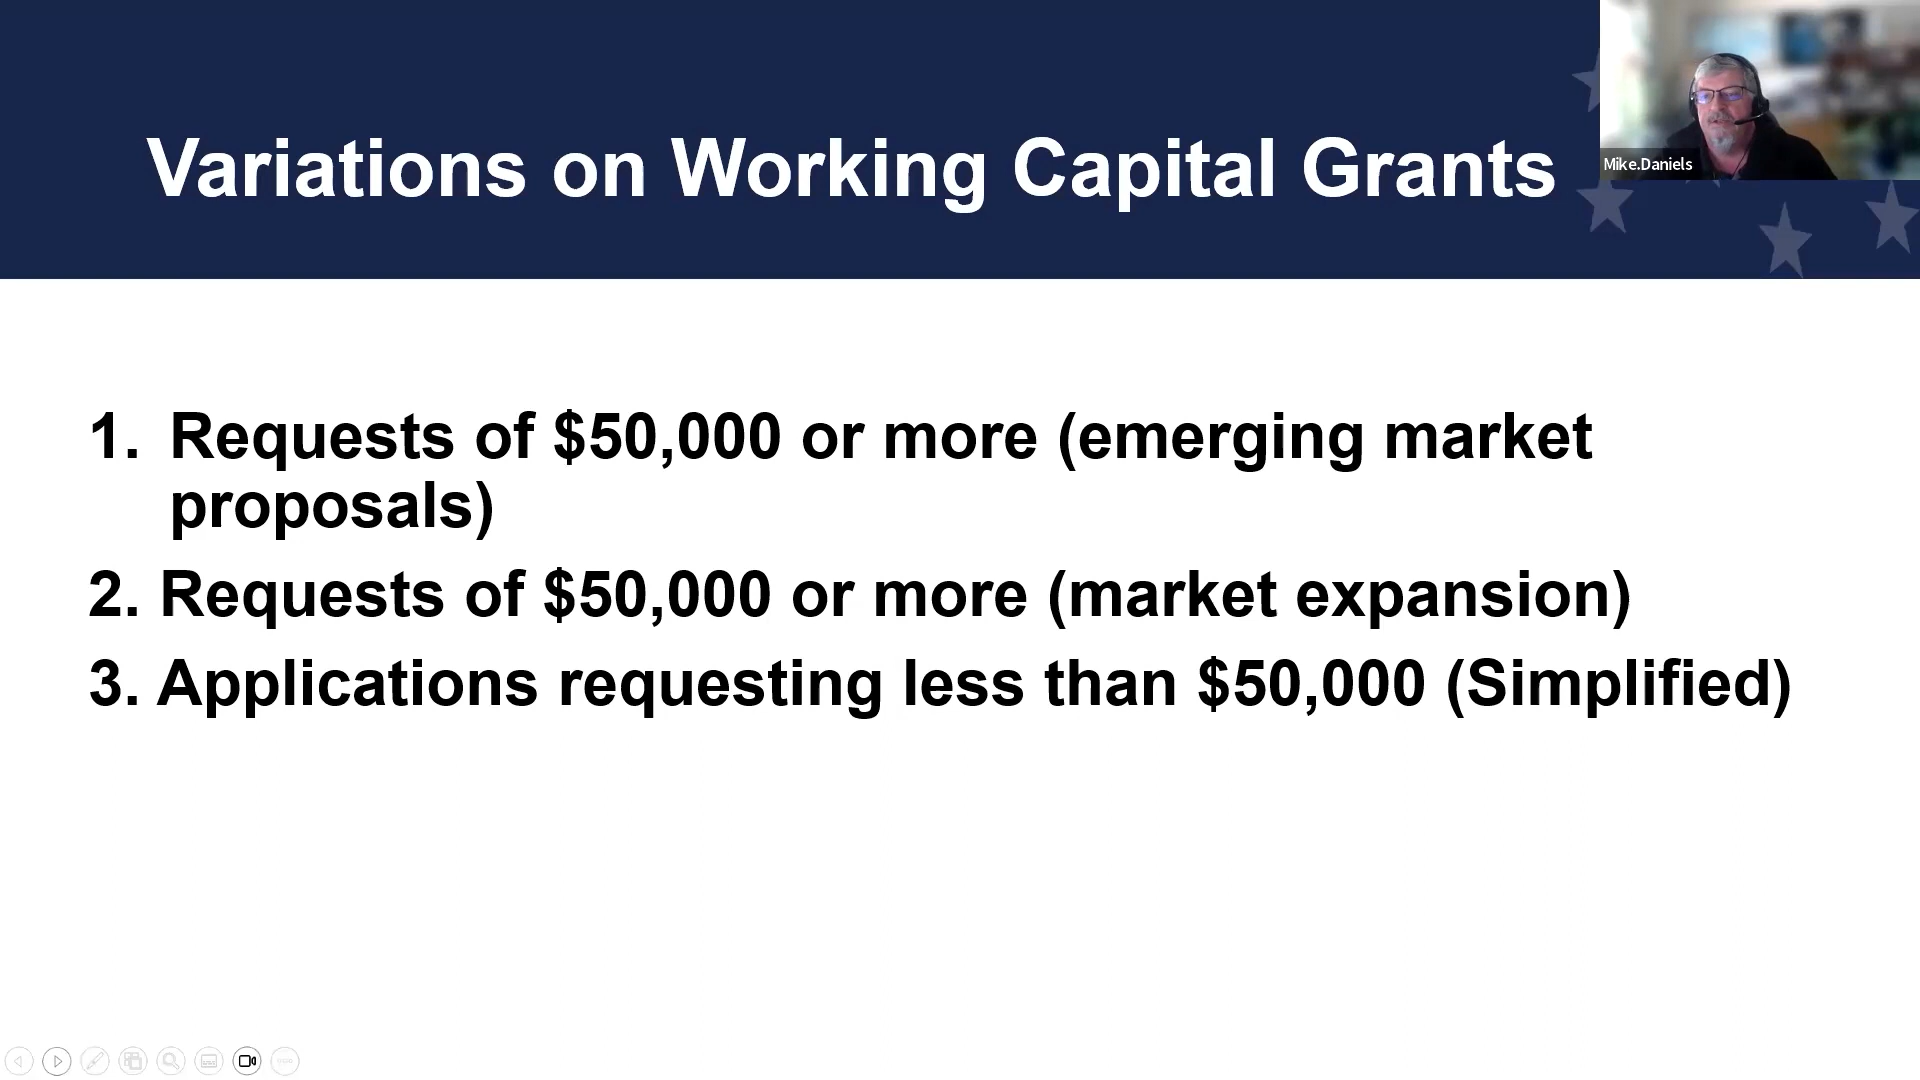 Variations on Working Capital Grants
Mike.Daniels
1. Requests of $50,000 or more (emerging market
proposals)
2. Requests of $50,000 or more (market expansion)
3. Applications requesting less than $50,000 (Simplified)